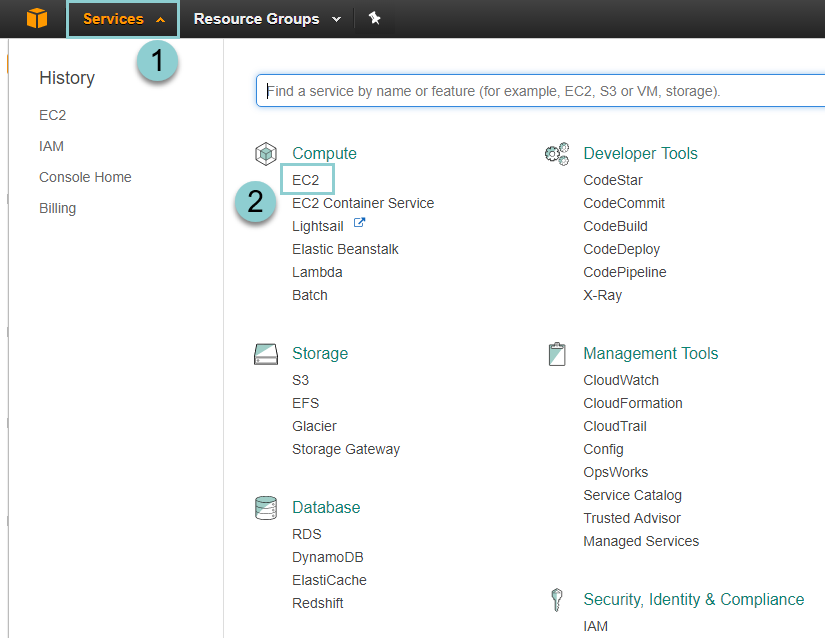 Services
Resource Groups
1
History
EC2
IAM
Console Home
Billing
Find a service by name or feature (for example, EC2, S3 or VM, storage).
Compute
2
EC2
EC2 Container Service
Lightsail
Elastic Beanstalk
Lambda
Batch
Storage
S3
EFS
Glacier
Storage Gateway
Database
RDS
DynamoDB
ElastiCache
Redshift
Developer Tools
CodeStar
CodeCommit
CodeBuild
CodeDeploy
CodePipeline
X-Ray
Management Tools
CloudWatch
CloudFormation
CloudTrail
Config
OpsWorks
Service Catalog
Trusted Advisor
Managed Services
Security, Identity & Compliance
IAM